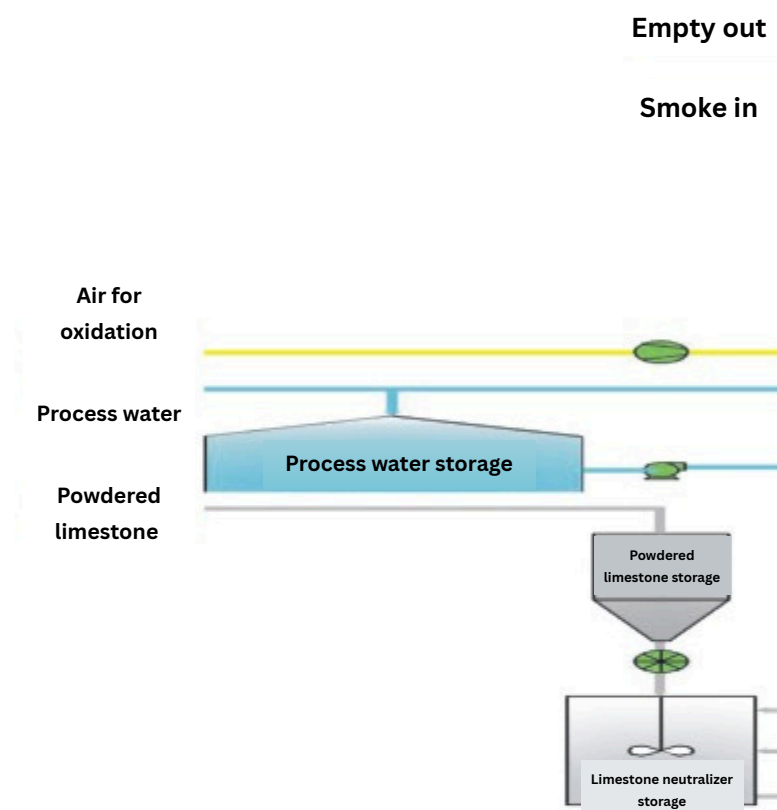 Empty out
Smoke in
Air for
oxidation
Process water
Process water storage
Powdered
limestone
Powdered
limestone storage
Limestone neutralizer
storage